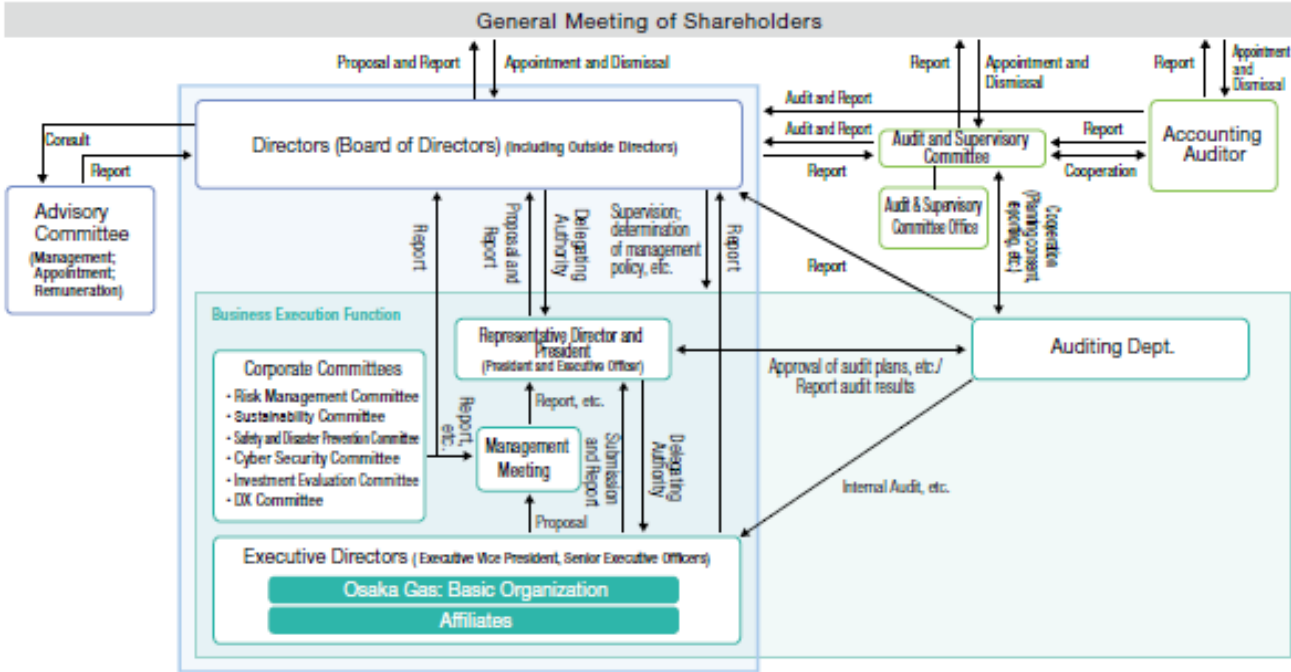 General Meeting of Shareholders
Proposal and Report
Appointment and Dismissal
Report
Appointment and
Dismissal
Report
Appointment
and
Dismissal
Audit and Report
Audit and Report
Report
Report
Cooperation
Consult
Report
Directors (Board of Directors) (Including Outside Directors)
Audit and Supervisory
Committee
Accounting
Auditor
Audit & Supervisory
Committee Office
Advisory
Committee
(Management;
Appointment;
Remuneration)
Report
Proposal and
Report
Delegating
Authority
Supervision;
determination
of management
policy, etc.
Report
Report
Cooperation
(Planning consent,
reporting, etc.)
Business Execution Function
Representative Director and
President
(President and Executive Officer)
Approval of audit plans, etc./
Report audit results
Auditing Dept.
Corporate Committees
・Risk Management Committee
・Sustainability Committee
・Safety and Disaster Prevention Committee
・Cyber Security Committee
・Investment Evaluation Committee
・DX Committee
Report,
etc.
Report, etc.
Management
Meeting
Submission
and Report
Delegating
Authority
Proposal
Internal Audit, etc.
Executive Directors ( Executive Vice President, Senior Executive Officers)
Osaka Gas: Basic Organization
Affiliates